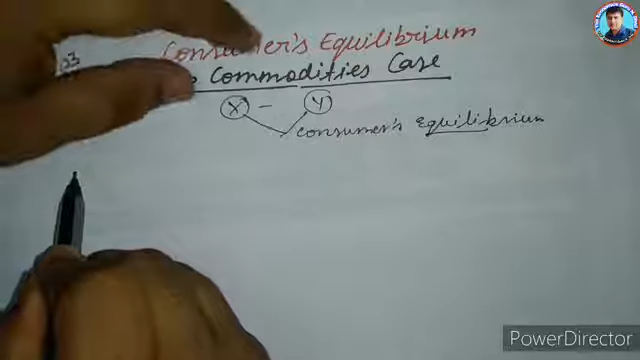 Consumer's Equilibrium
Commodities Case
X - Y
consumer's equilibrium
PowerDirector